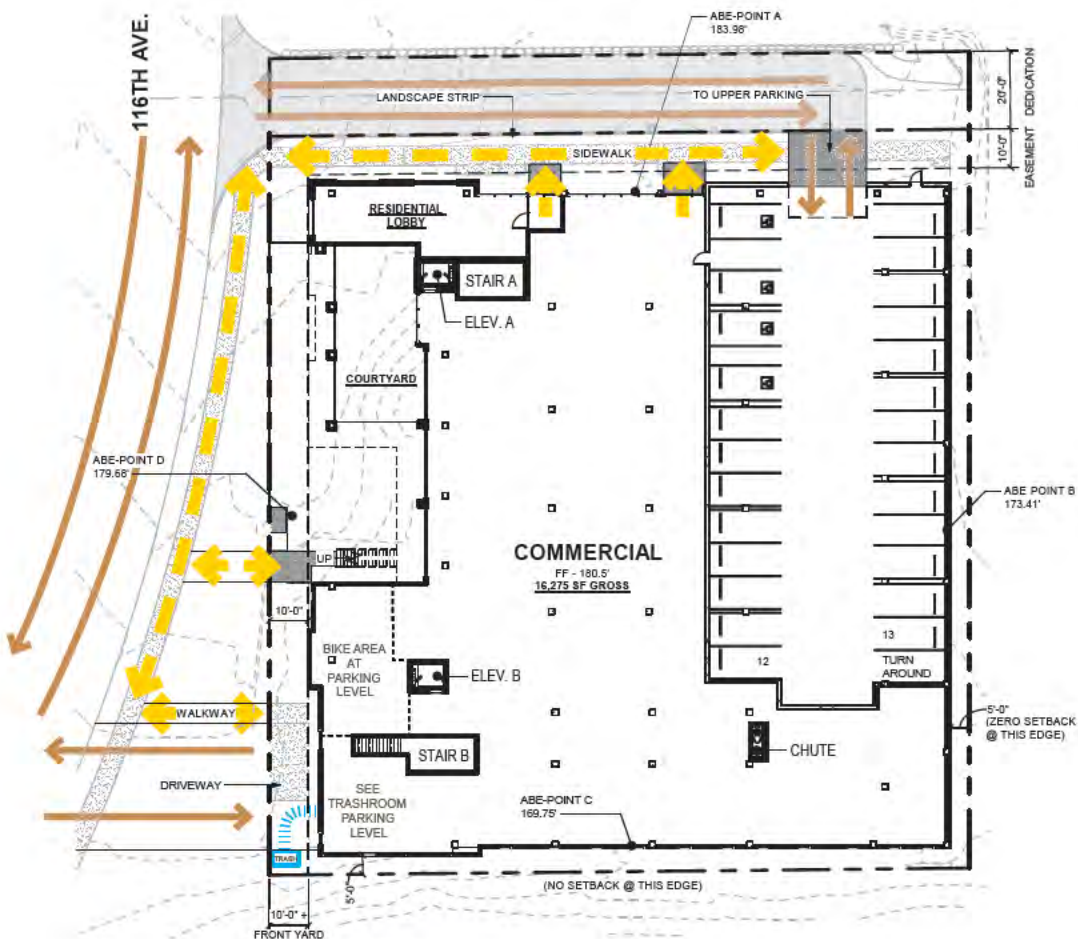 116TH AVE.
ABE-POINT A
183.98'
LANDSCAPE STRIP
TO UPPER PARKING
20'-0"
DEDICATION
10'-0"
EASEMENT
SIDEWALK
RESIDENTIAL
LOBBY
STAIR A
ELEV. A
COURTYARD
ABE-POINT D
179.68'
ABE POINT B
173.41'
UP
COMMERCIAL
FF - 180.5'
16,275 SF GROSS
10'-0"
BIKE AREA
AT
PARKING
LEVEL
ELEV. B
12
13
TURN
AROUND
WALKWAY
5'-0"
(ZERO SETBACK
@ THIS EDGE)
STAIR B
CHUTE
DRIVEWAY
SEE
TRASHROOM
PARKING
LEVEL
ABE-POINT C
169.75'
TRASH
5'-0"
(NO SETBACK @ THIS EDGE)
10'-0" +
FRONT YARD